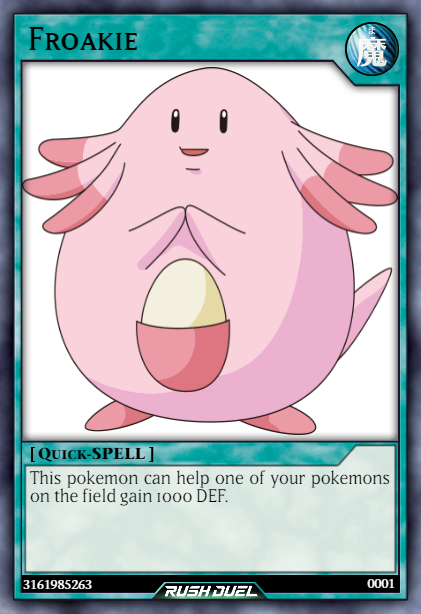 Froakie
ま
魔
[ Quick-SPELL ]
This pokemon can help one of your pokemons
on the field gain 1000 DEF.
3161985263
RUSH DUEL
0001